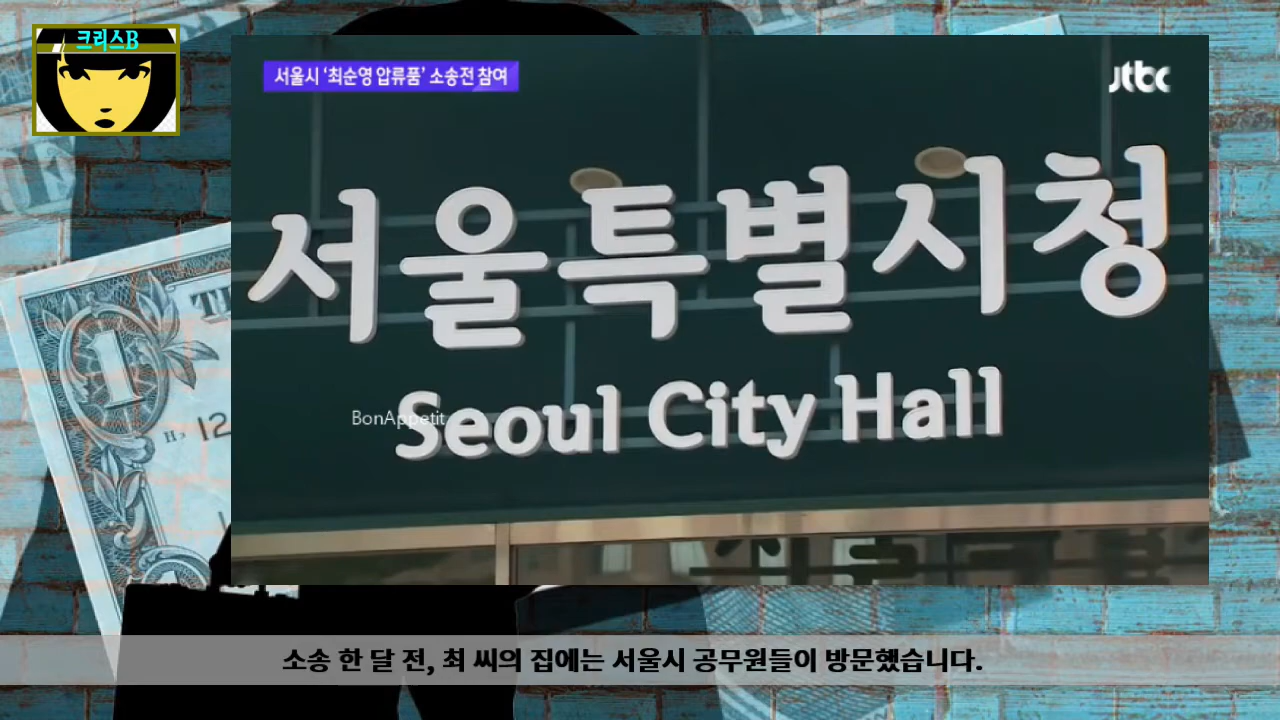 크리스B
서울시 ‘최순영 압류품’ 소송전 참여
jtbc
서울특별시청
BonAppetit
Seoul City Hall
1
12
소송 한 달 전, 최 씨의 집에는 서울시 공무원들이 방문했습니다.